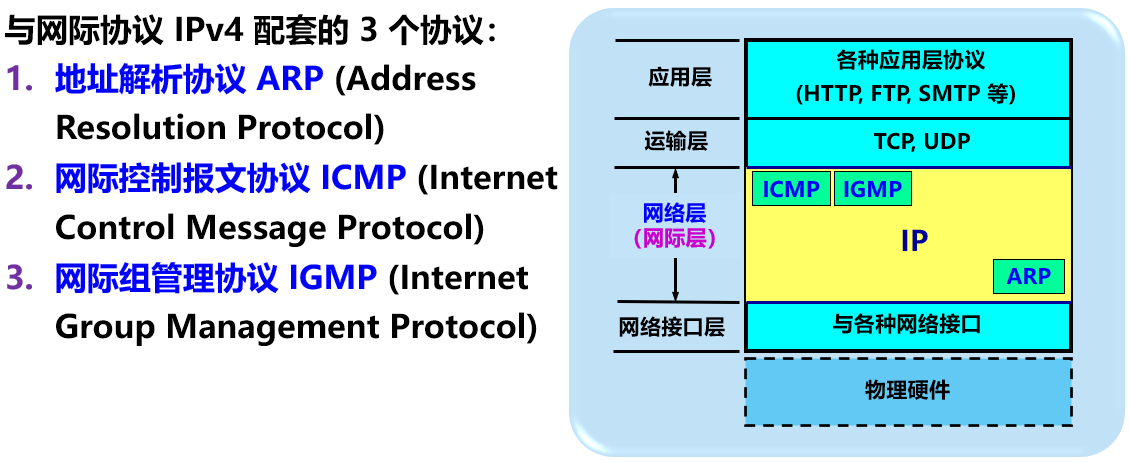 与网际协议 IPv4 配套的 3 个协议：
1. 地址解析协议 ARP (Address
Resolution Protocol)
2. 网际控制报文协议 ICMP (Internet
Control Message Protocol)
3. 网际组管理协议 IGMP (Internet
Group Management Protocol)
应用层
各种应用层协议
(HTTP, FTP, SMTP 等)
运输层
TCP, UDP
网络层
（网际层）
ICMP
IGMP
IP
ARP
网络接口层
与各种网络接口
物理硬件